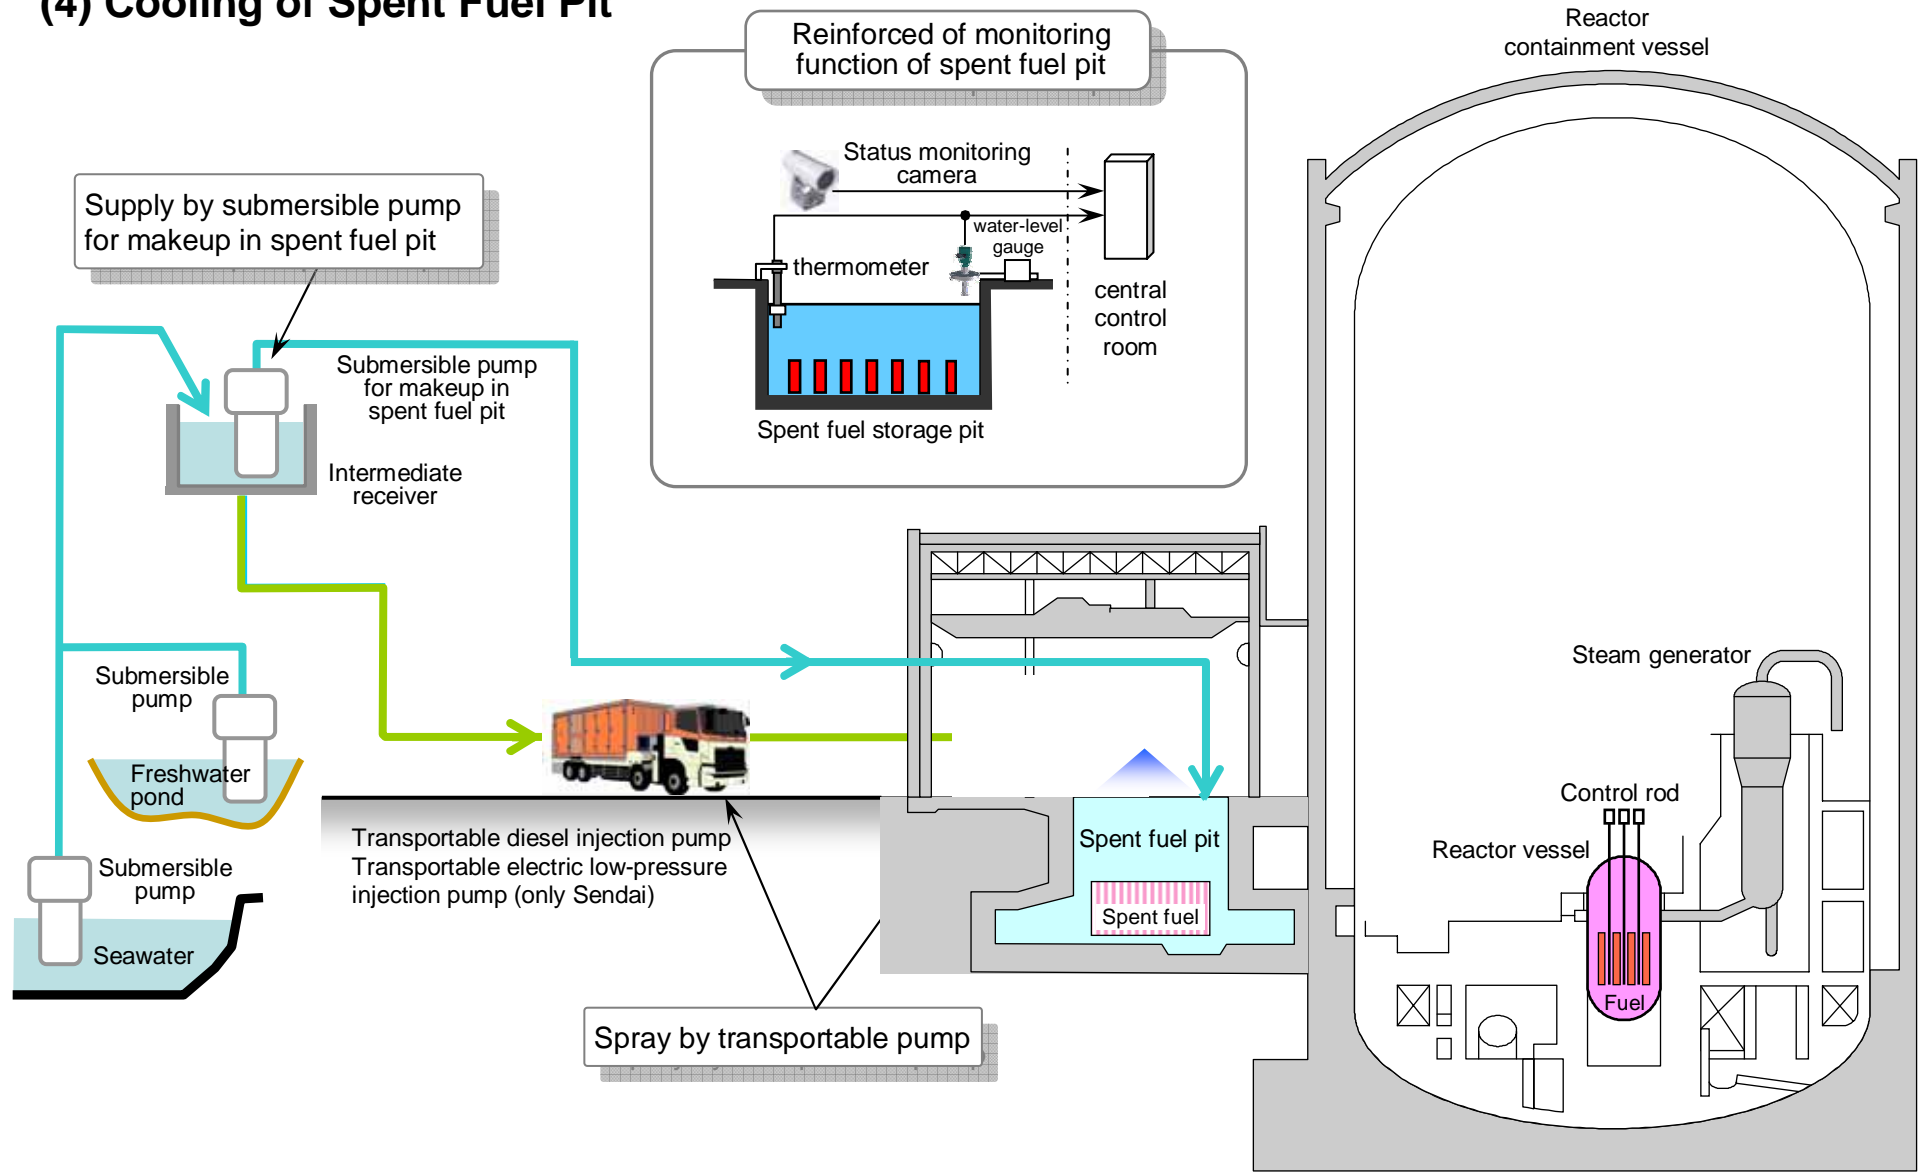 (4) Cooling of Spent Fuel Pit
Reinforced of monitoring
function of spent fuel pit
Reactor
containment vessel
Status monitoring
camera
water-level
gauge
thermometer
central
control
room
Spent fuel storage pit
Supply by submersible pump
for makeup in spent fuel pit
Submersible pump
for makeup in
spent fuel pit
Intermediate
receiver
Submersible
pump
Freshwater
pond
Submersible
pump
Seawater
Transportable diesel injection pump
Transportable electric low-pressure
injection pump (only Sendai)
Spray by transportable pump
Spent fuel pit
Spent fuel
Steam generator
Control rod
Reactor vessel
Fuel